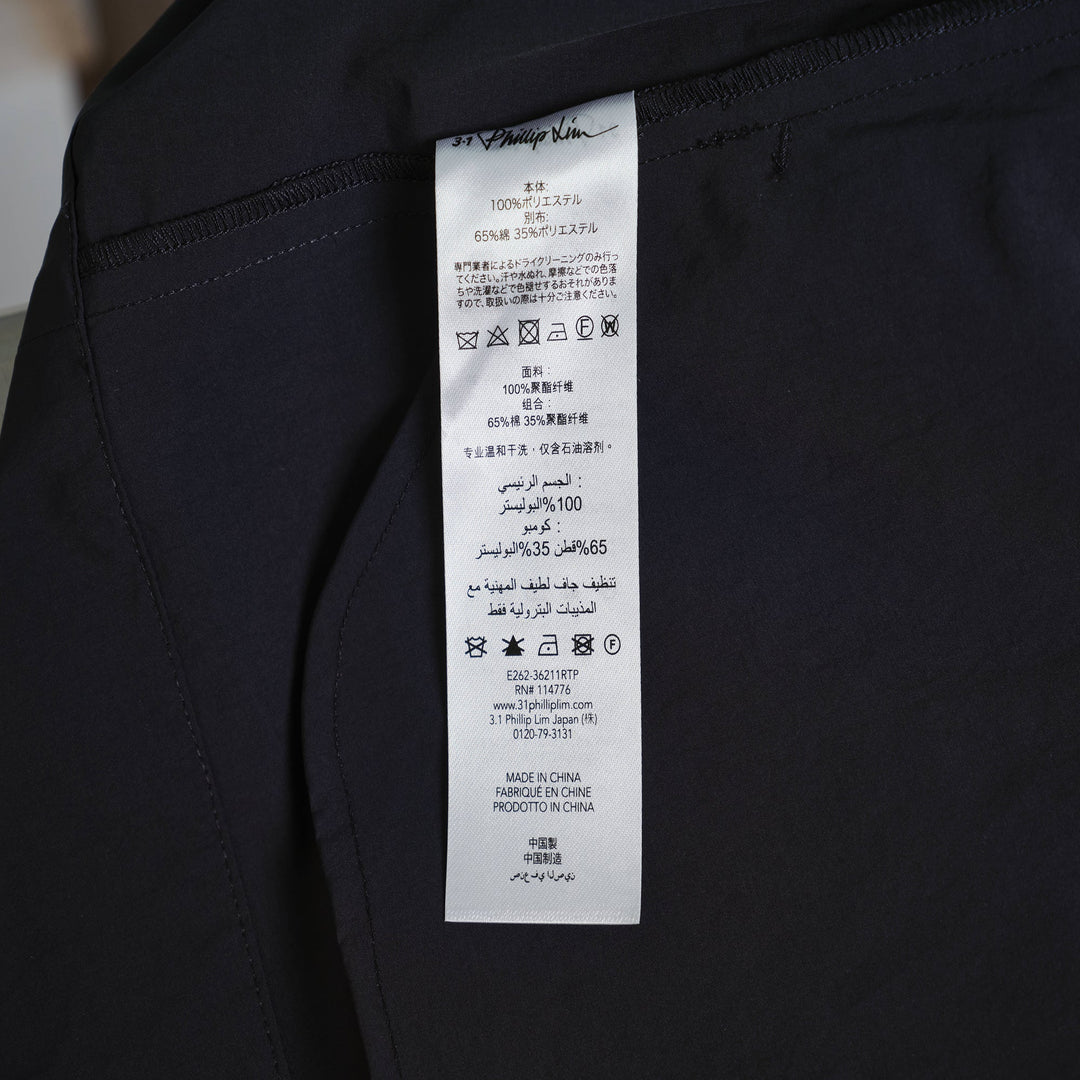 3.1 Phillip Lim
本体:
100%ポリエステル
別布:
65%綿 35%ポリエステル
専門業者によるドライクリーニングのみ行っ
てください。汗や水ぬれ、摩擦などでの色落
ちや洗濯などで色褪せするおそれがありま
すので、取扱いの際は十分ご注意ください。
F W
面料：
100%聚酯纤维
组合：
65%棉 35%聚酯纤维
专业温和干洗，仅含石油溶剂。
الجسم الرئيسي :
100%البوليستر
كومبو :
65%قطن 35%البوليستر
تنظيف جاف لطيف المهنية مع
المذيبات البترولية فقط
F
E262-36211RTP
RN# 114776
www.31philliplim.com
3.1 Phillip Lim Japan (株)
0120-79-3131
MADE IN CHINA
FABRIQUÉ EN CHINE
PRODOTTO IN CHINA
中国製
中国制造
صنع في الصين